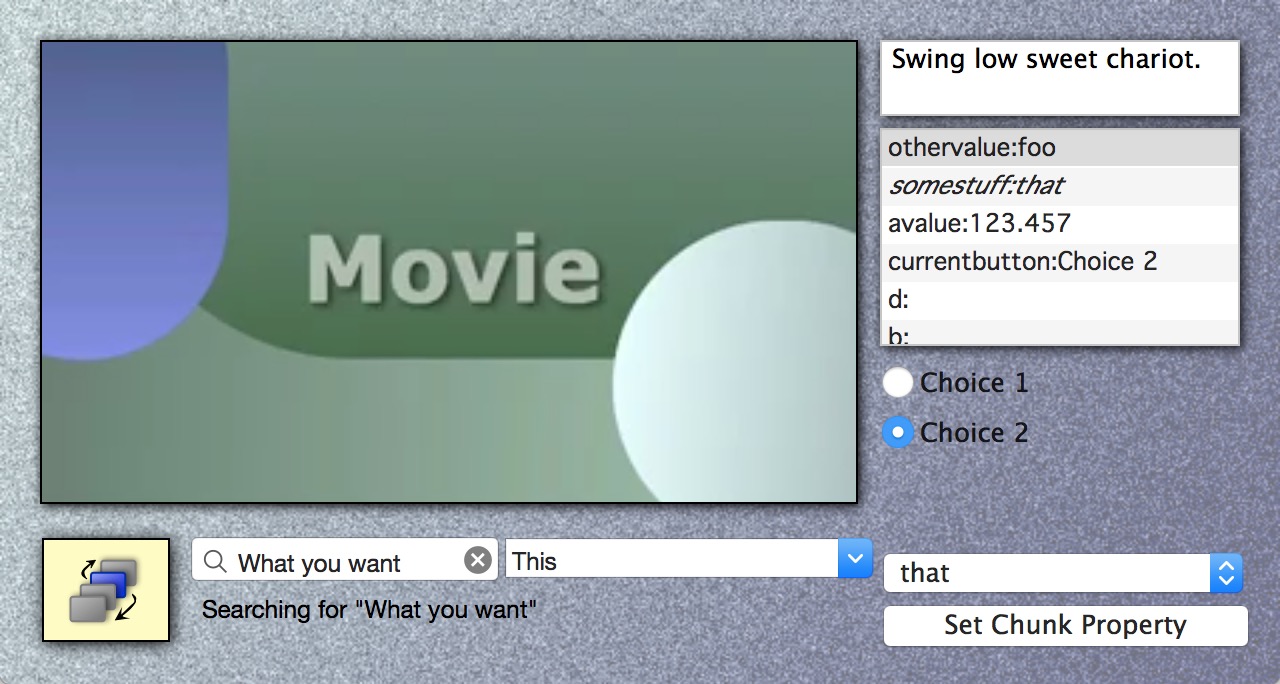 Movie
Swing low sweet chariot.
othervalue:foo
somestuff:that
avalue:123.457
currentbutton:Choice 2
d:
b:
Choice 1
Choice 2
What you want
This
Searching for "What you want"
that
Set Chunk Property